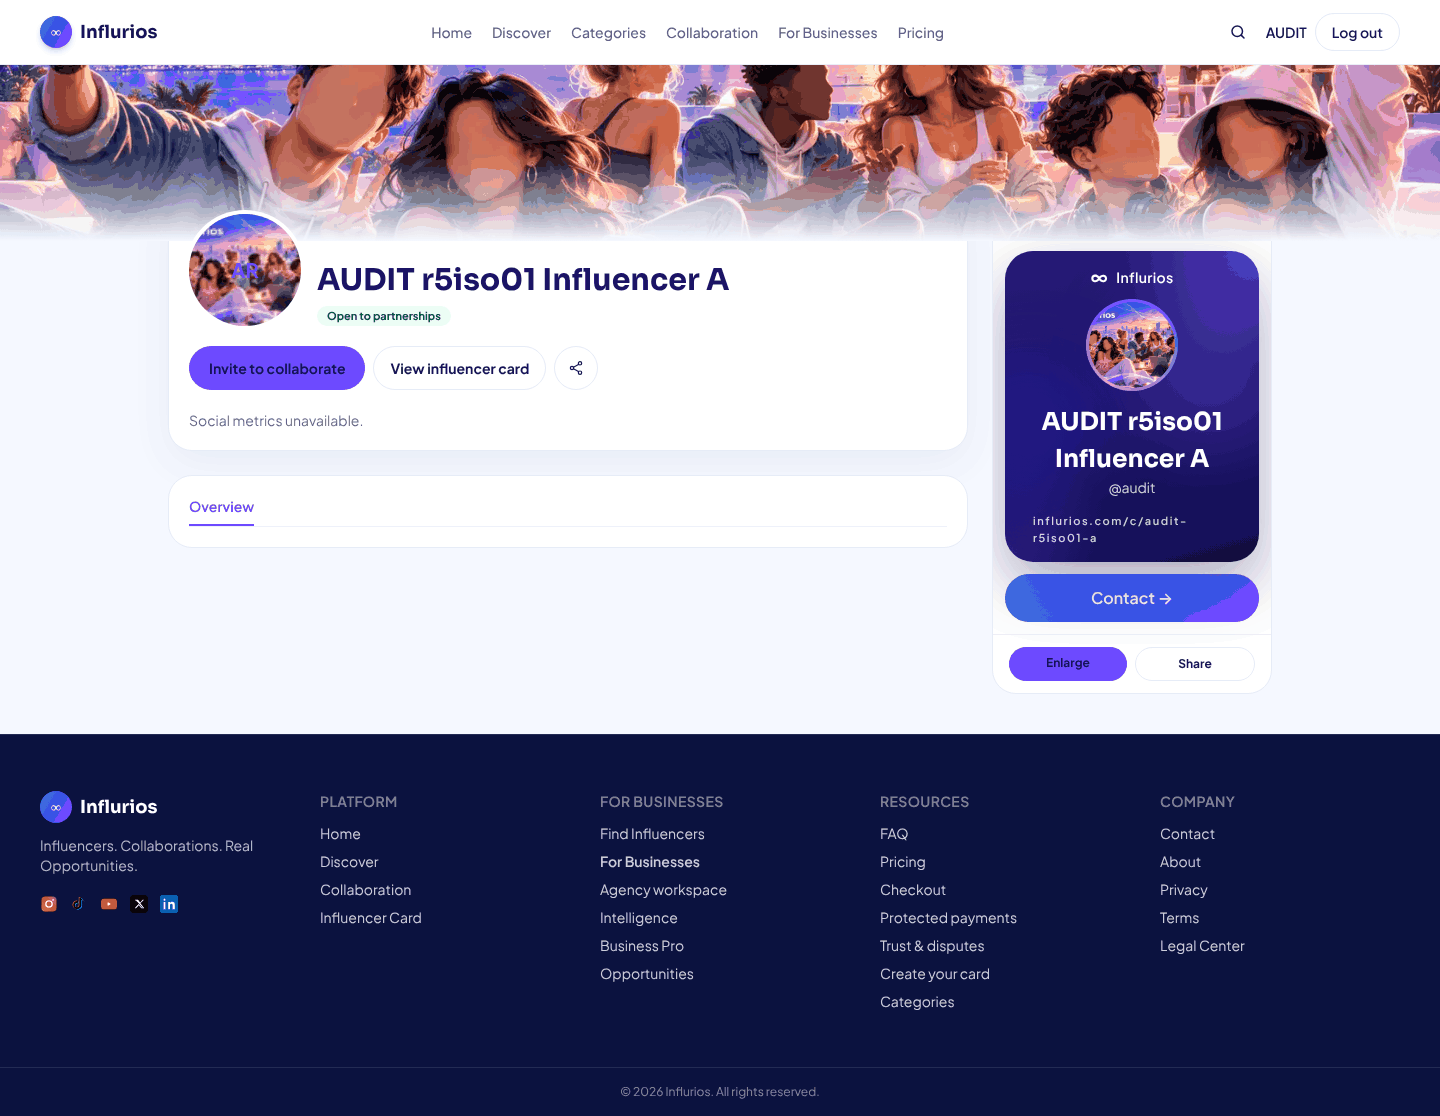 ∞ Influrios
Home Discover Categories Collaboration For Businesses Pricing
AUDIT Log out
AR
AUDIT r5iso01 Influencer A
Open to partnerships
Invite to collaborate View influencer card
Social metrics unavailable.
Overview
∞ Influrios
AUDIT r5iso01
Influencer A
@audit
influrios.com/c/audit-
r5iso01-a
Contact →
Enlarge Share
∞ Influrios
Influencers. Collaborations. Real
Opportunities.
PLATFORM
Home
Discover
Collaboration
Influencer Card
FOR BUSINESSES
Find Influencers
For Businesses
Agency workspace
Intelligence
Business Pro
Opportunities
RESOURCES
FAQ
Pricing
Checkout
Protected payments
Trust & disputes
Create your card
Categories
COMPANY
Contact
About
Privacy
Terms
Legal Center
© 2026 Influrios. All rights reserved.